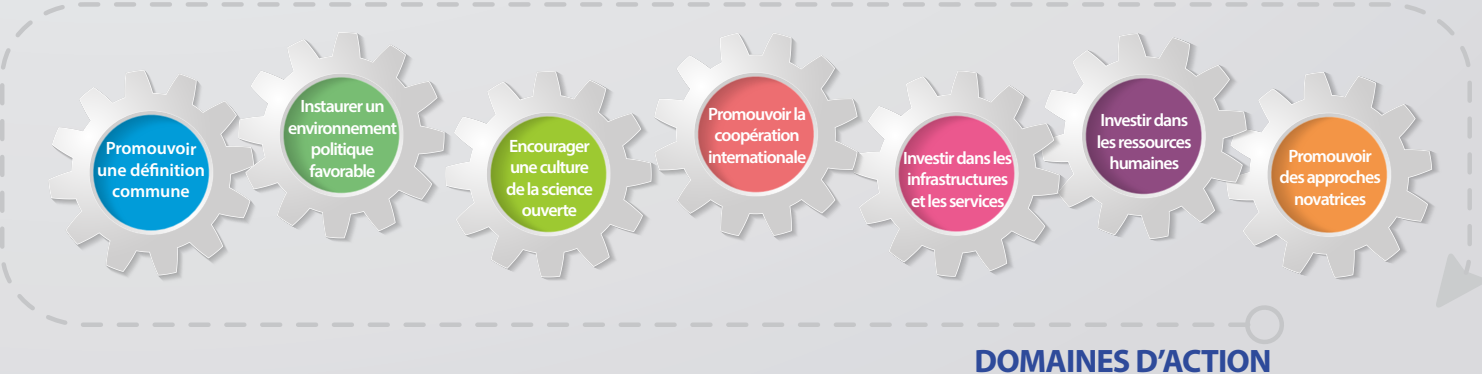 Promouvoir
une définition
commune
Instaurer un
environnement
politique
favorable
Encourager
une culture
de la science
ouverte
Promouvoir la
coopération
internationale
Investir dans les
infrastructures
et les services
Investir dans
les ressources
humaines
Promouvoir
des approches
novatrices
DOMAINES D’ACTION